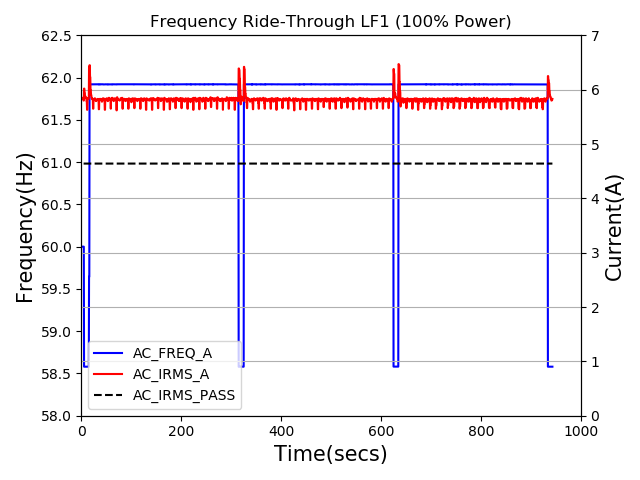 Frequency Ride-Through LF1 (100% Power)
62.5
62.0
61.5
61.0
60.5
60.0
59.5
59.0
58.5
58.0
Frequency(Hz)
7
6
5
4
3
2
1
0
Current(A)
AC_FREQ_A
AC_IRMS_A
AC_IRMS_PASS
0 200 400 600 800 1000
Time(secs)